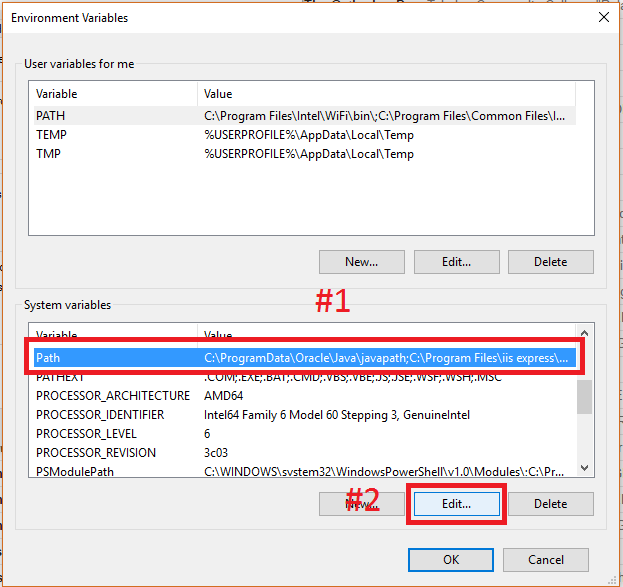 Environment Variables
User variables for me
Variable Value
PATH C:\Program Files\Intel\WiFi\bin\;C:\Program Files\Common Files\I...
TEMP %USERPROFILE%\AppData\Local\Temp
TMP %USERPROFILE%\AppData\Local\Temp
New... Edit... Delete
#1
System variables
Variable Value
Path C:\ProgramData\Oracle\Java\javapath;C:\Program Files\iis express\...
PATHEXT .COM;.EXE;.BAT;.CMD;.VBS;.VBE;.JS;.JSE;.WSF;.WSH;.MSC
PROCESSOR_ARCHITECTURE AMD64
PROCESSOR_IDENTIFIER Intel64 Family 6 Model 60 Stepping 3, GenuineIntel
PROCESSOR_LEVEL 6
PROCESSOR_REVISION 3c03
PSModulePath C:\WINDOWS\system32\WindowsPowerShell\v1.0\Modules\;C:\Pr...
New... #2 Edit... Delete
OK Cancel